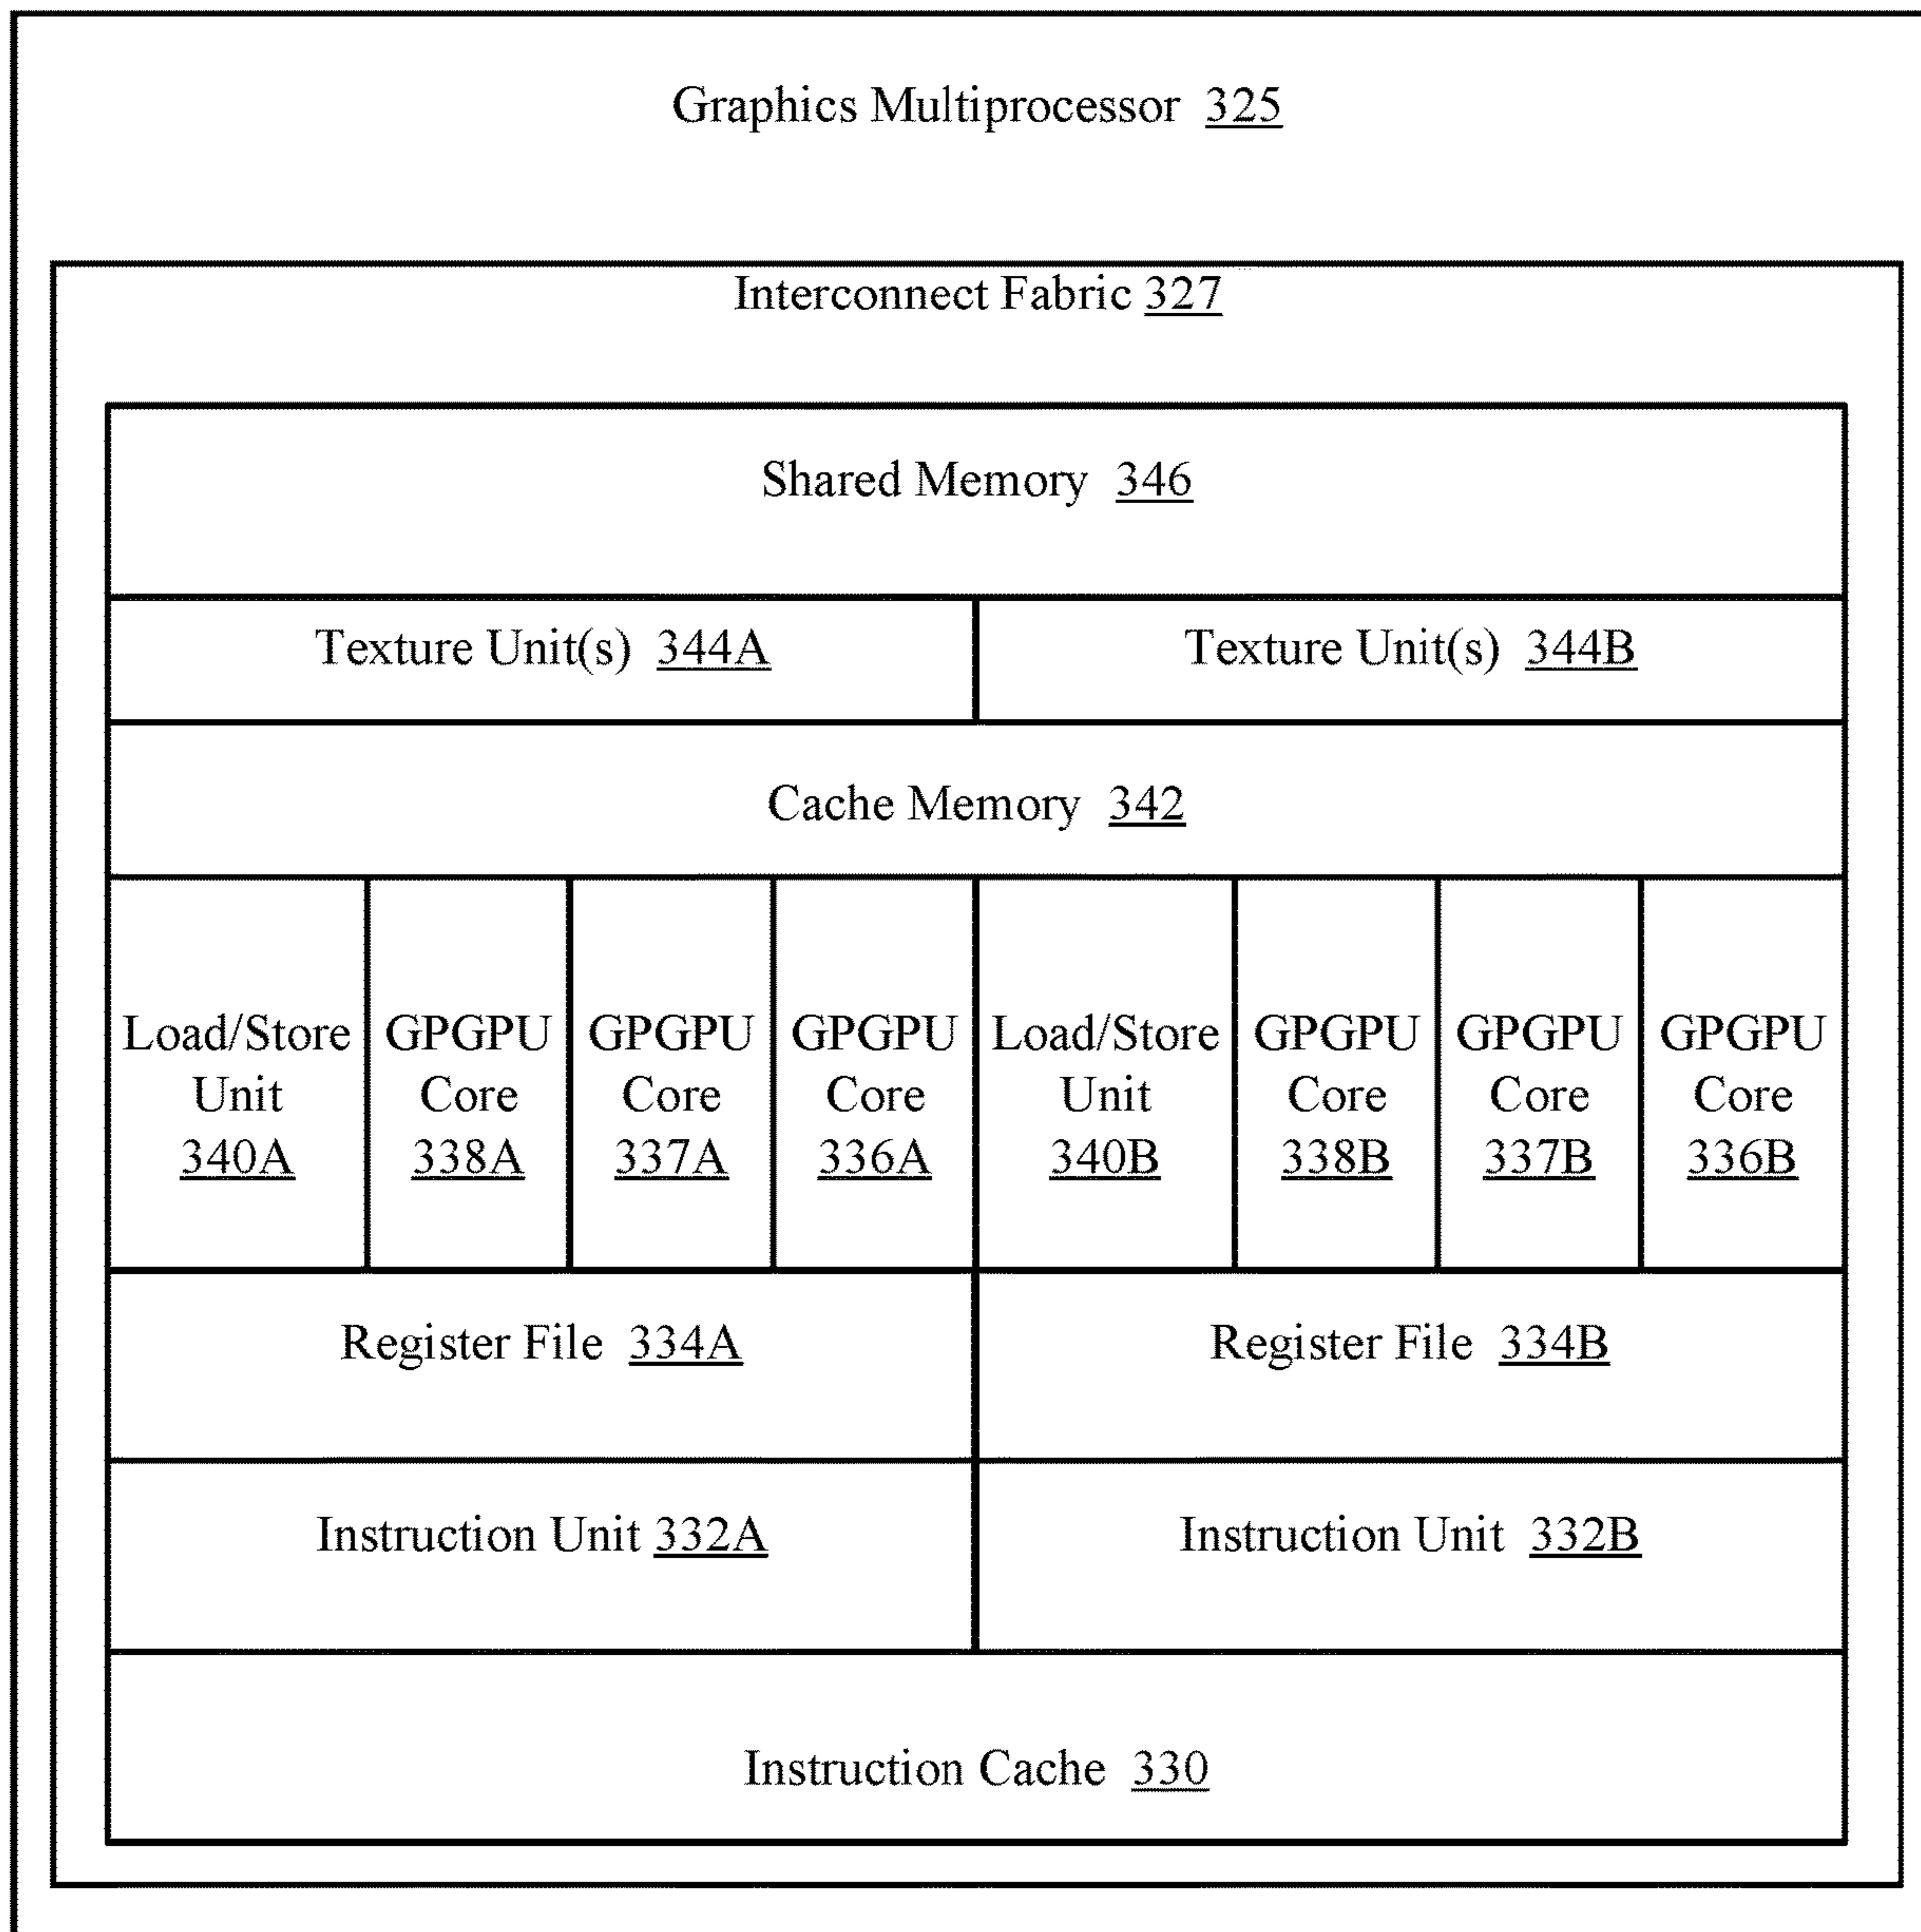 Graphics Multiprocessor 325
Interconnect Fabric 327
Shared Memory 346
Texture Unit(s) 344A
Texture Unit(s) 344B
Cache Memory 342
Load/Store
Unit
340A
GPGPU
Core
338A
GPGPU
Core
337A
GPGPU
Core
336A
Load/Store
Unit
340B
GPGPU
Core
338B
GPGPU
Core
337B
GPGPU
Core
336B
Register File 334A
Register File 334B
Instruction Unit 332A
Instruction Unit 332B
Instruction Cache 330